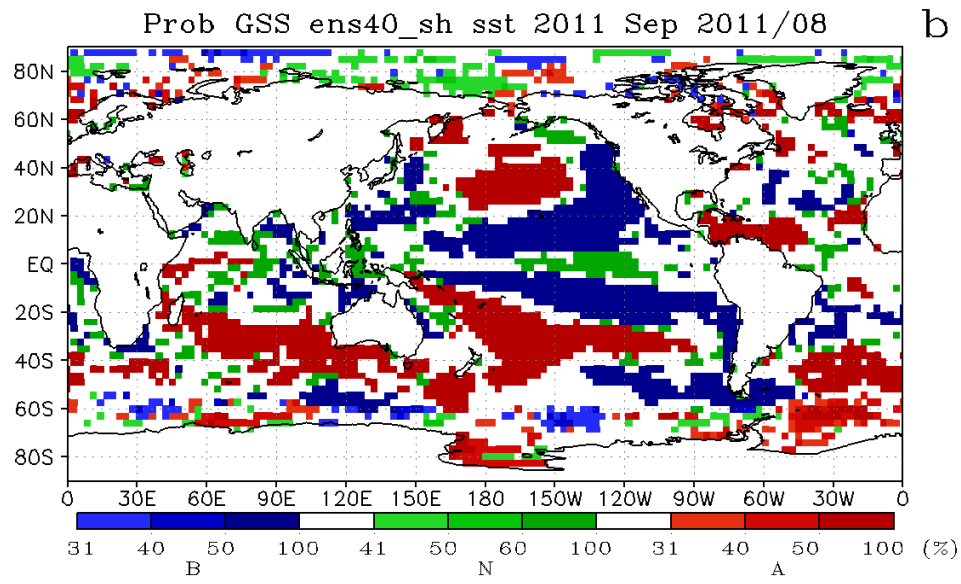 Prob GSS ens40_sh sst 2011 Sep 2011/08 b
80N
60N
40N
20N
EQ
20S
40S
60S
80S
0 30E 60E 90E 120E 150E 180 150W 120W 90W 60W 30W 0
31 40 50 100 41 50 60 100 31 40 50 100 (%)
B N A